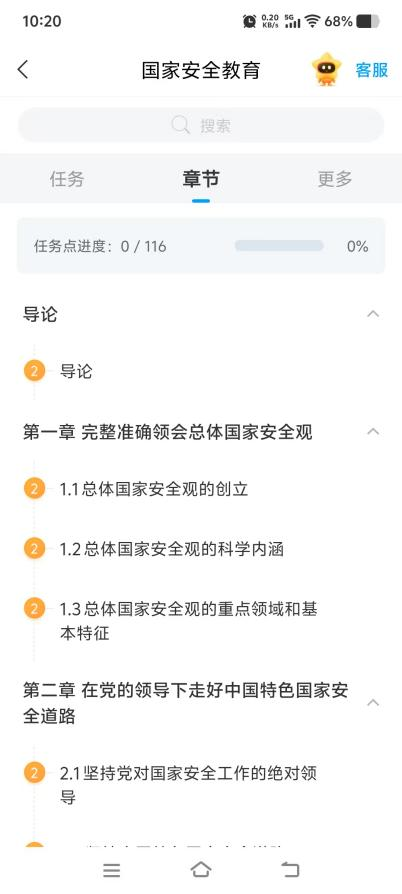 10:20
0.20 KB/s
5G
68%
国家安全教育
客服
搜索
任务
章节
更多
任务点进度：0 / 116
0%
导论
2 导论
第一章 完整准确领会总体国家安全观
2 1.1总体国家安全观的创立
2 1.2总体国家安全观的科学内涵
2 1.3总体国家安全观的重点领域和基
本特征
第二章 在党的领导下走好中国特色国家安
全道路
2 2.1坚持党对国家安全工作的绝对领
导